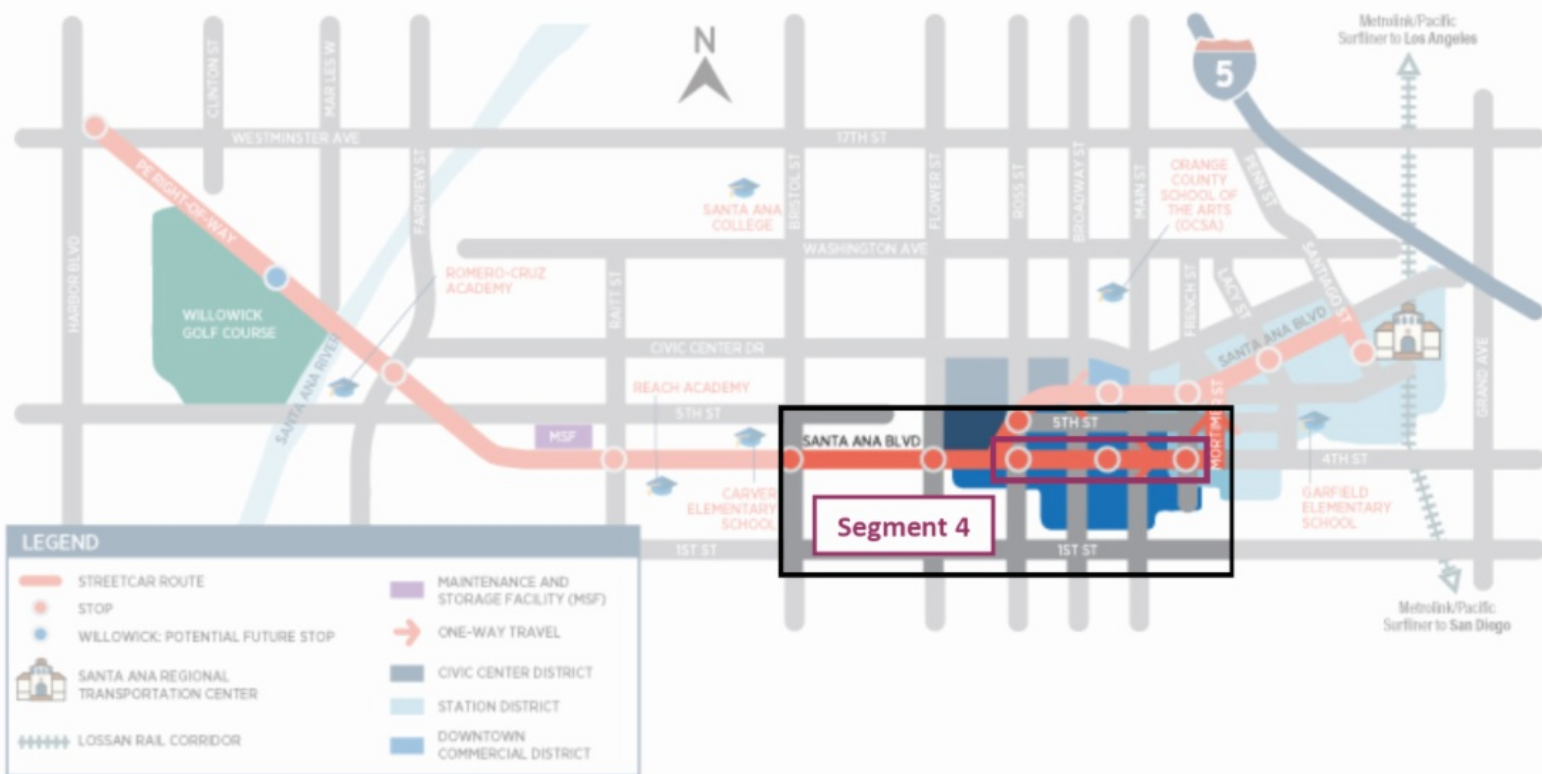 Metrolink/Pacific
Surfliner to Los Angeles
N
5
CLINTON ST
WESTMINSTER AVE
17TH ST
PE RIGHT-OF-WAY
FAIRVIEW ST
BRISTOL ST
FLOWER ST
ROSS ST
BROADWAY ST
MAIN ST
PENN ST
ORANGE
COUNTY
SCHOOL OF
THE ARTS
(OCSA)
SANTA ANA
COLLEGE
WASHINGTON AVE
HARBOR BLVD
ROMERO-CRUZ
ACADEMY
RAITT ST
FRENCH ST
LACY ST
SANTIAGO ST
WILLOWICK
GOLF COURSE
SANTA ANA RIVER
CIVIC CENTER DR
SANTA ANA BLVD
GRAND AVE
REACH ACADEMY
5TH ST
5TH ST
MORTIMER ST
MSF
SANTA ANA BLVD
4TH ST
CARVER
ELEMENTARY
SCHOOL
GARFIELD
ELEMENTARY
SCHOOL
Segment 4
1ST ST
1ST ST
Metrolink/Pacific
Surfliner to San Diego
LEGEND
STREETCAR ROUTE
STOP
WILLOWICK: POTENTIAL FUTURE STOP
SANTA ANA REGIONAL
TRANSPORTATION CENTER
LOSSAN RAIL CORRIDOR
MAINTENANCE AND
STORAGE FACILITY (MSF)
ONE-WAY TRAVEL
CIVIC CENTER DISTRICT
STATION DISTRICT
DOWNTOWN
COMMERCIAL DISTRICT